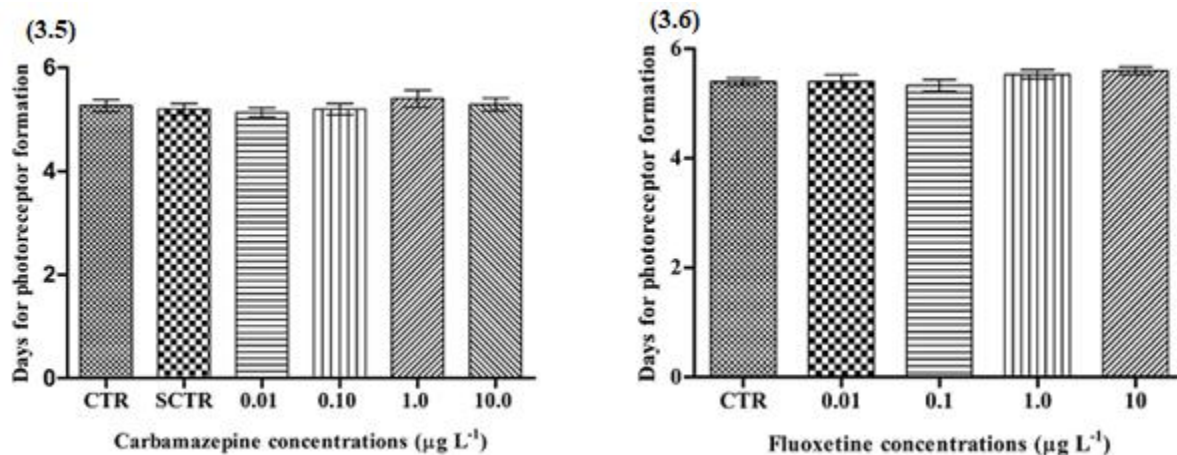 (3.5)
Days for photoreceptor formation
6
4
2
0
CTR SCTR 0.01 0.10 1.0 10.0
Carbamazepine concentrations (µg L⁻¹)
(3.6)
Days for photoreceptor formation
6
4
2
0
CTR 0.01 0.1 1.0 10
Fluoxetine concentrations (µg L⁻¹)